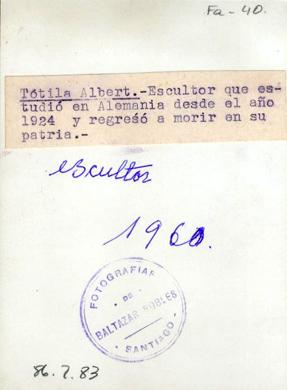 Fa-40.
Tótila Albert.-Escultor que es-
tudió en Alemania desde el año
1924 y regresó a morir en su
patria.-
escultor
1960.
FOTOGRAFIAS
- DE -
BALTAZAR ROBLES
SANTIAGO
86.7.83